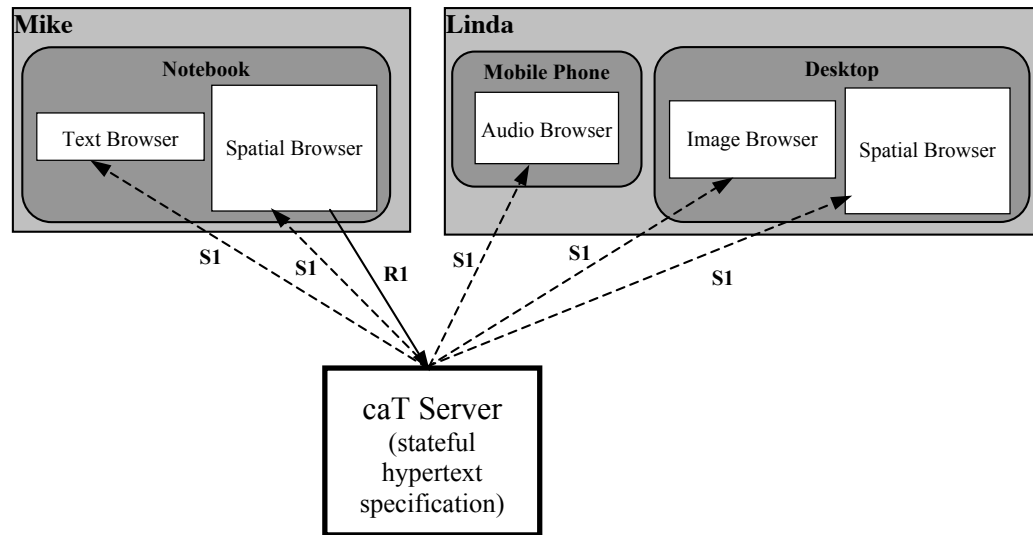 Mike
Notebook
Text Browser
Spatial Browser
Linda
Mobile Phone
Audio Browser
Desktop
Image Browser
Spatial Browser
S1
S1
R1
S1
S1
S1
caT Server
(stateful
hypertext
specification)